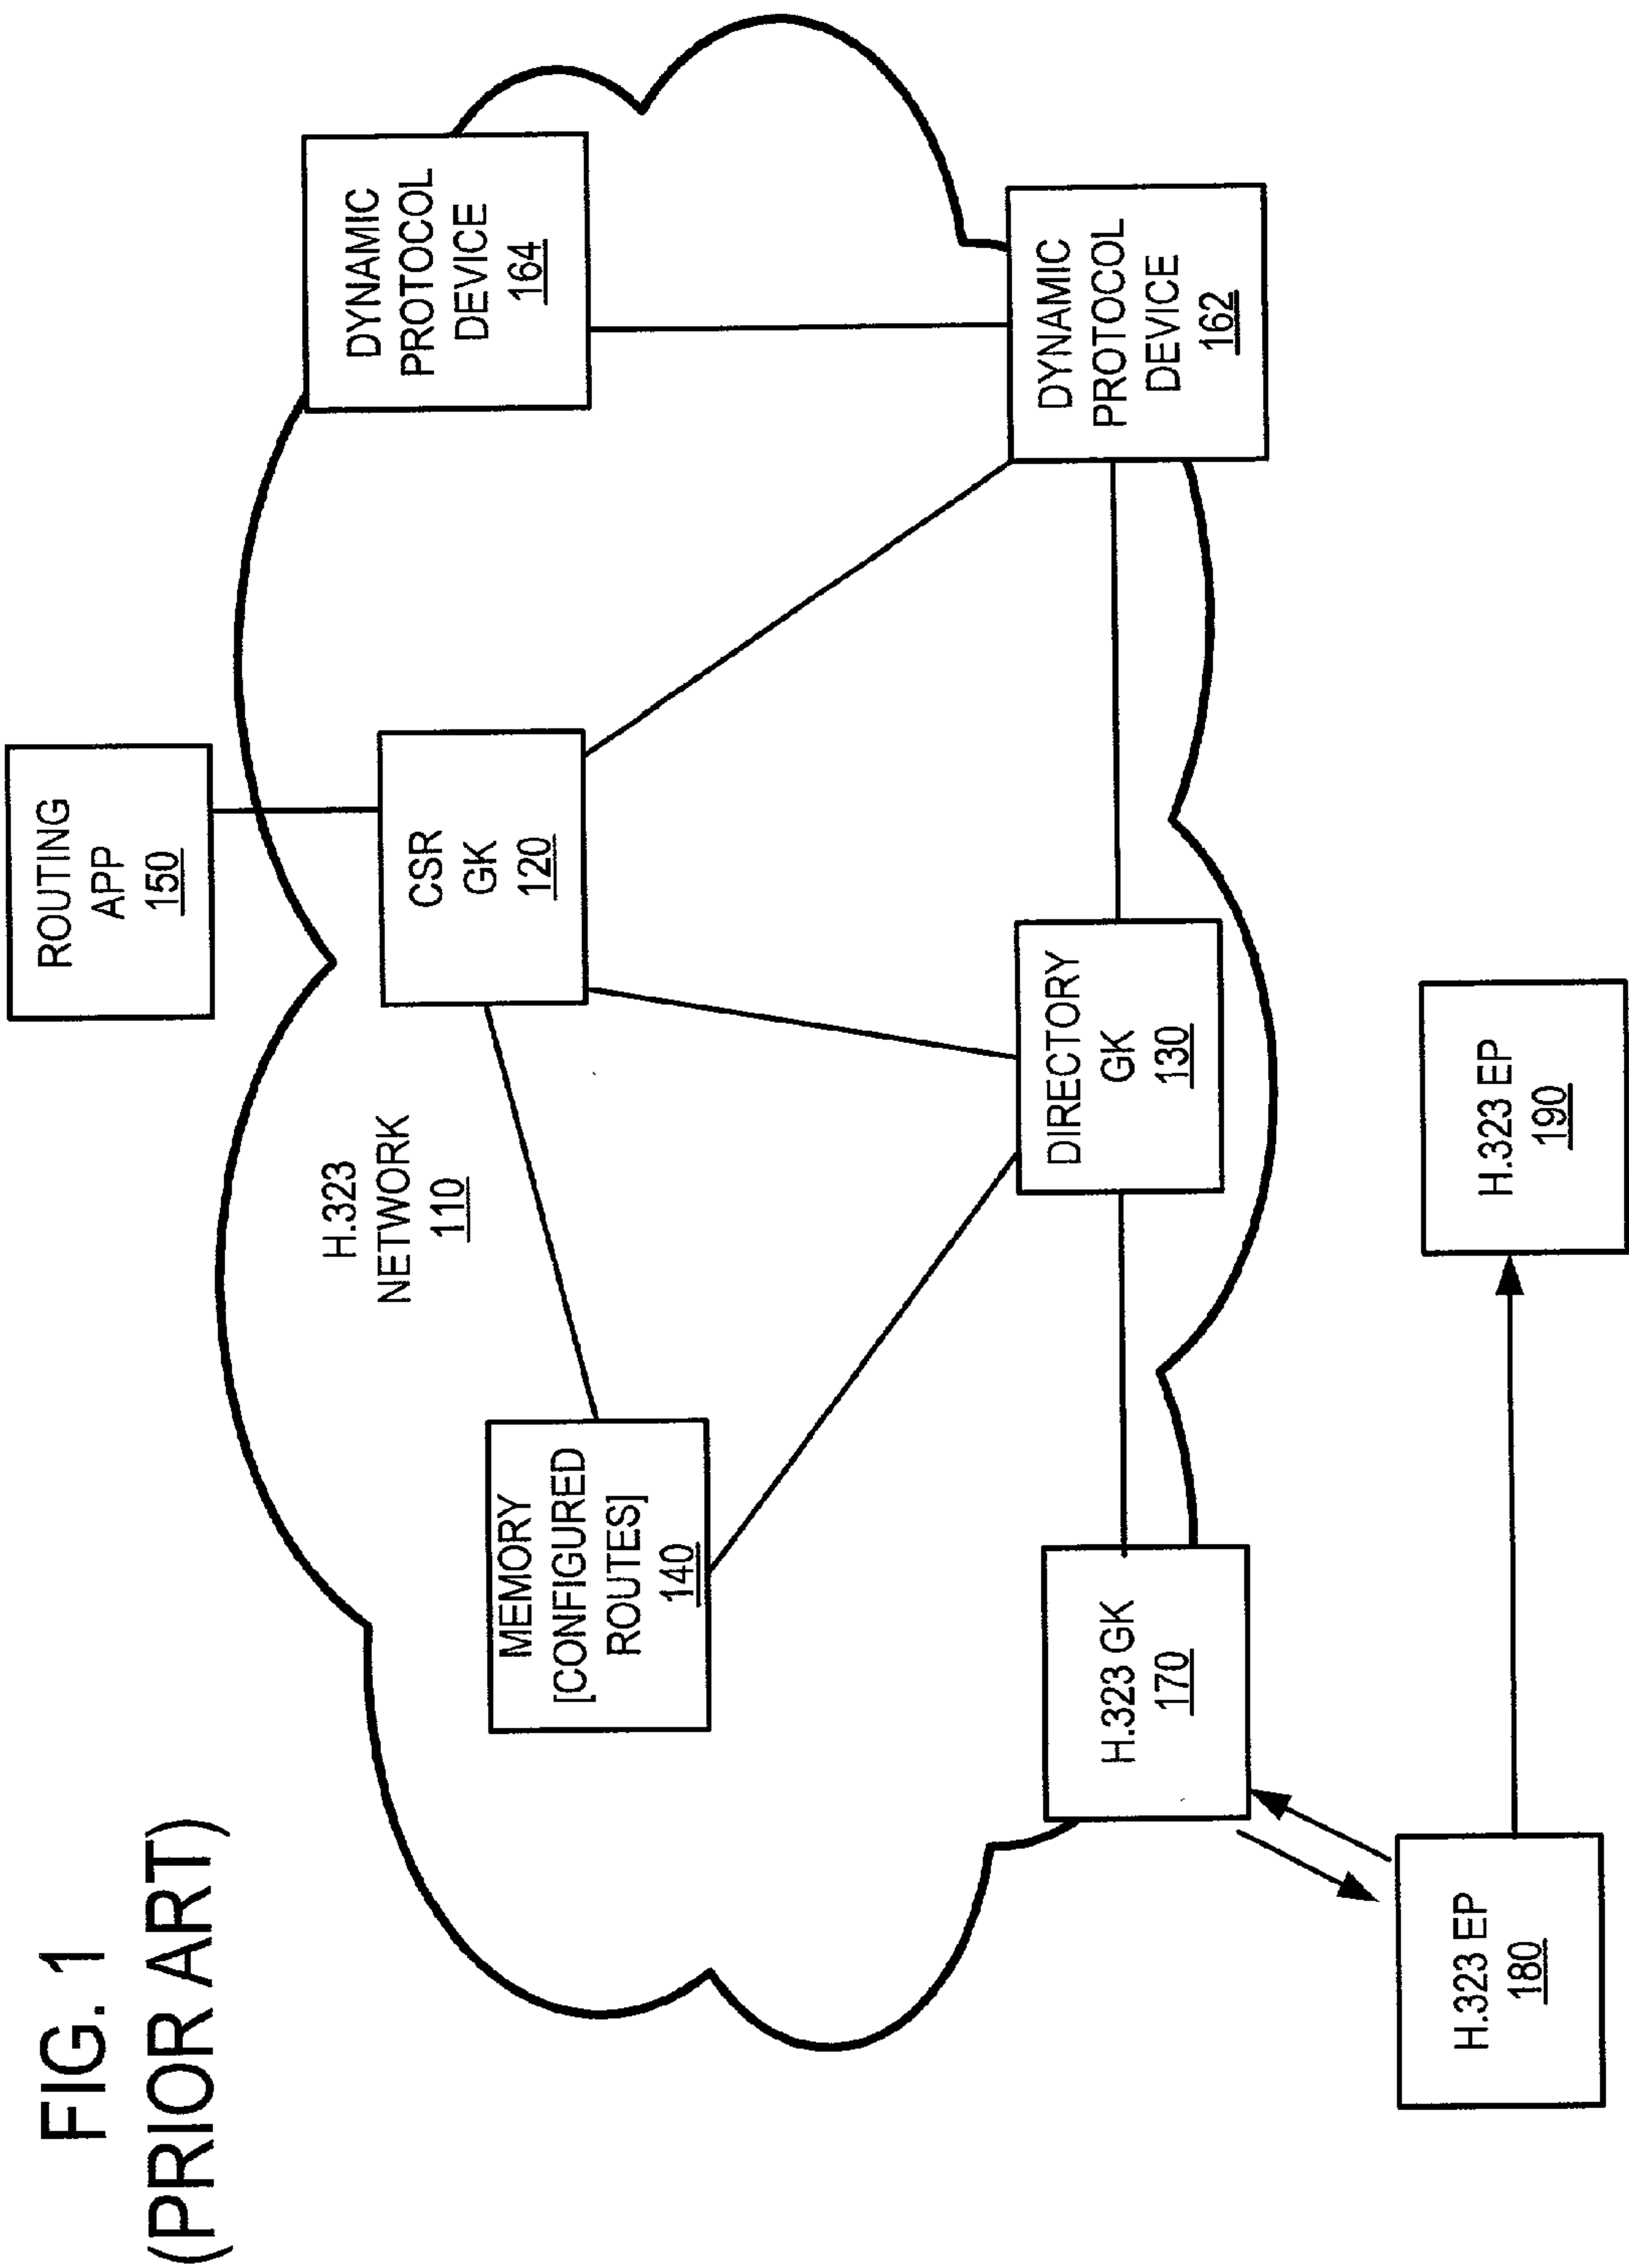 FIG. 1
(PRIOR ART)
ROUTING
APP
150
H.323
NETWORK
110
CSR
GK
120
DYNAMIC
PROTOCOL
DEVICE
164
MEMORY
[CONFIGURED
ROUTES]
140
H.323 GK
170
DIRECTORY
GK
130
DYNAMIC
PROTOCOL
DEVICE
162
H.323 EP
180
H.323 EP
190